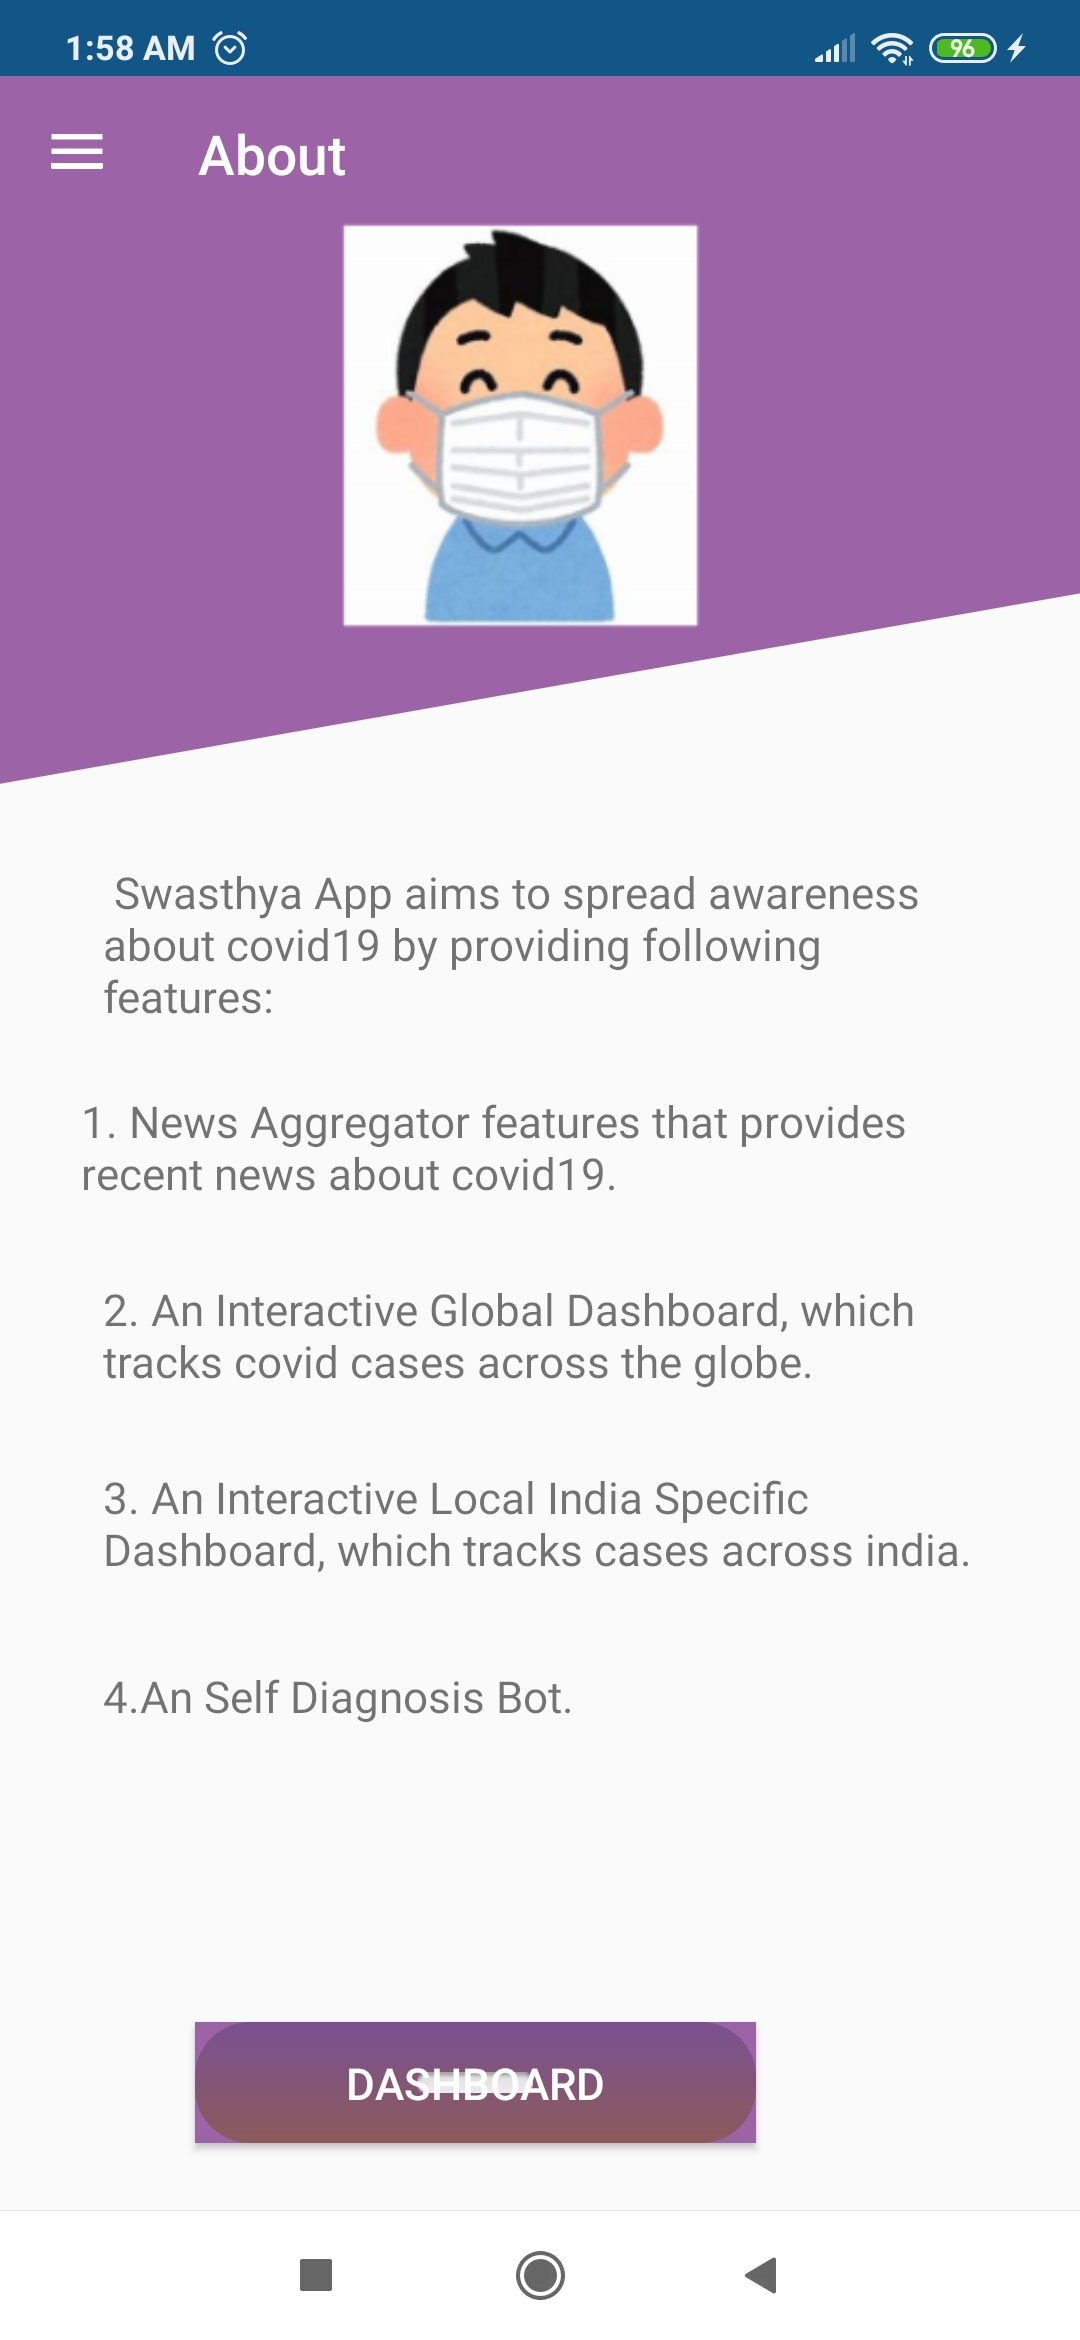 1:58 AM
96
About
Swasthya App aims to spread awareness
about covid19 by providing following
features:
1. News Aggregator features that provides
recent news about covid19.
2. An Interactive Global Dashboard, which
tracks covid cases across the globe.
3. An Interactive Local India Specific
Dashboard, which tracks cases across india.
4.An Self Diagnosis Bot.
DASHBOARD